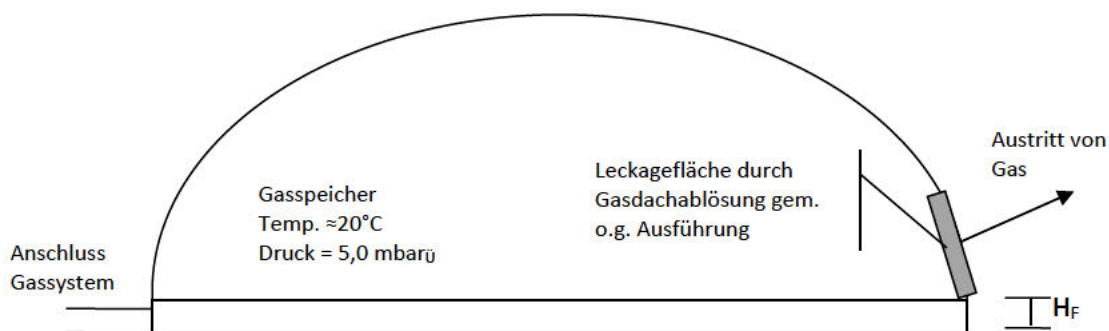 Austritt von
Gas
Leckagefläche durch
Gasdachablösung gem.
o.g. Ausführung
Gasspeicher
Temp. ≈20°C
Druck = 5,0 mbarü
Anschluss
Gassystem
HF